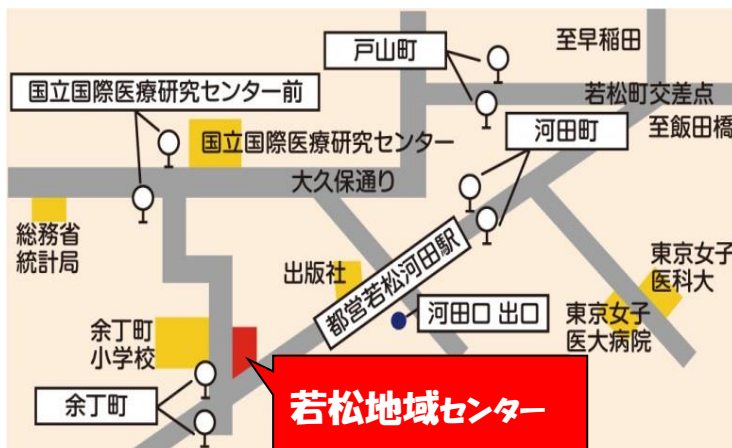 戸山町
至早稲田
国立国際医療研究センター前
若松町交差点
国立国際医療研究センター
河田町
至飯田橋
大久保通り
総務省
統計局
出版社
都営若松河田駅
東京女子
医科大
河田口 出口
東京女子
医大病院
余丁町
小学校
余丁町
若松地域センター